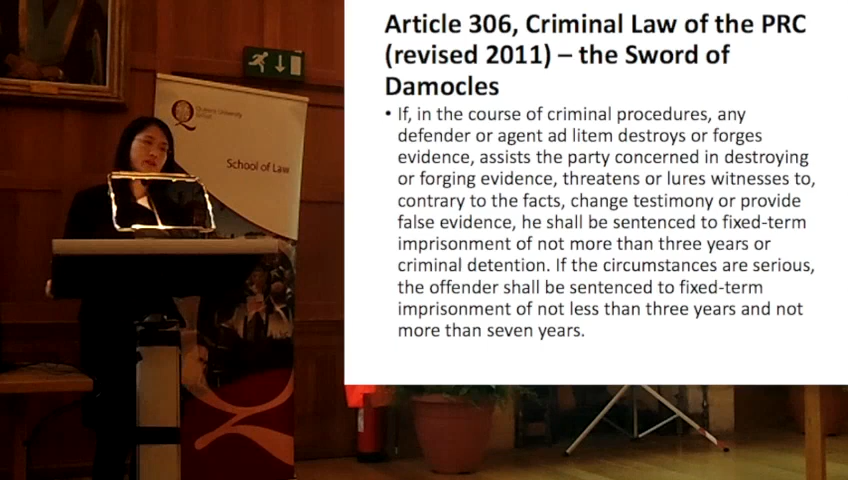 Article 306, Criminal Law of the PRC
(revised 2011) – the Sword of
Damocles
• If, in the course of criminal procedures, any
defender or agent ad litem destroys or forges
evidence, assists the party concerned in destroying
or forging evidence, threatens or lures witnesses to,
contrary to the facts, change testimony or provide
false evidence, he shall be sentenced to fixed-term
imprisonment of not more than three years or
criminal detention. If the circumstances are serious,
the offender shall be sentenced to fixed-term
imprisonment of not less than three years and not
more than seven years.
Queen's University
School of Law